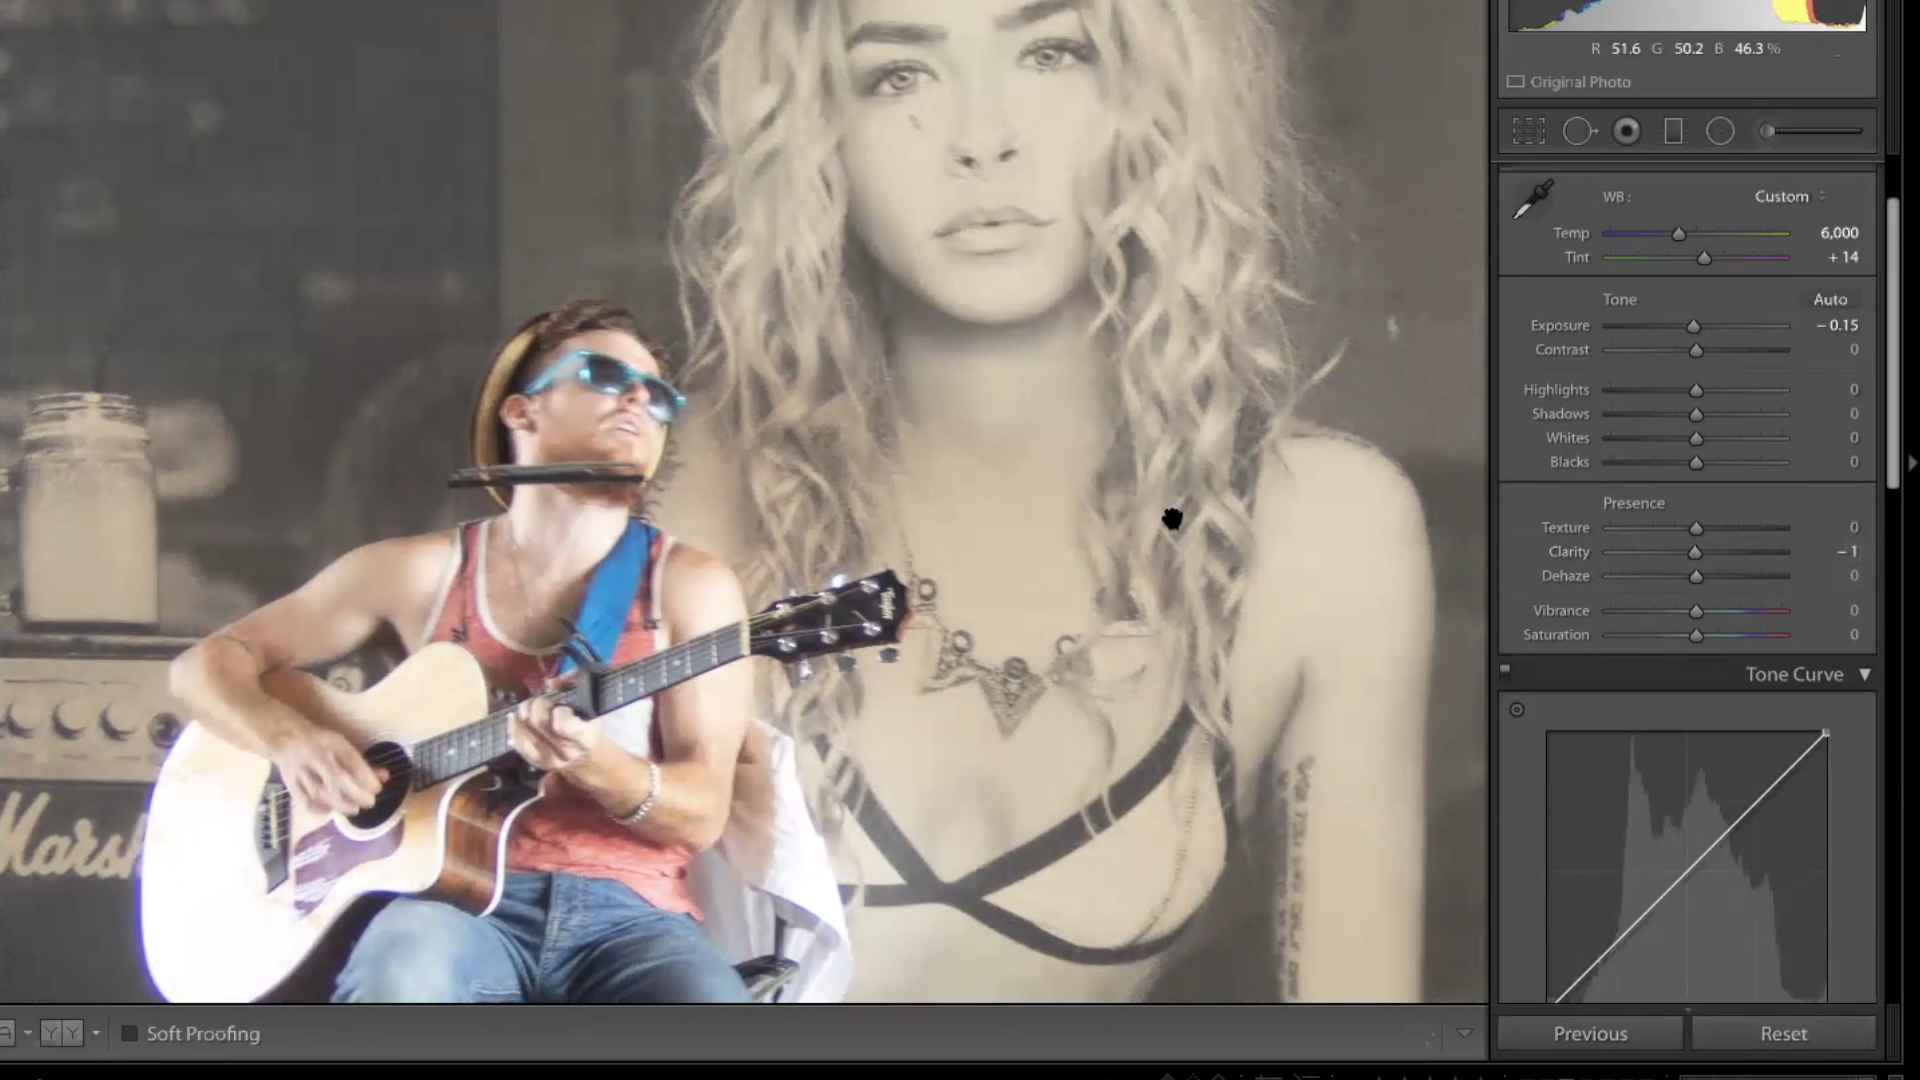 R 51.6 G 50.2 B 46.3 %
Original Photo
WB: Custom
Temp 6,000
Tint + 14
Tone Auto
Exposure − 0.15
Contrast 0
Highlights 0
Shadows 0
Whites 0
Blacks 0
Presence
Texture 0
Clarity − 1
Dehaze 0
Vibrance 0
Saturation 0
Tone Curve
Taylor
Marsh
Y Y
Soft Proofing
Previous
Reset